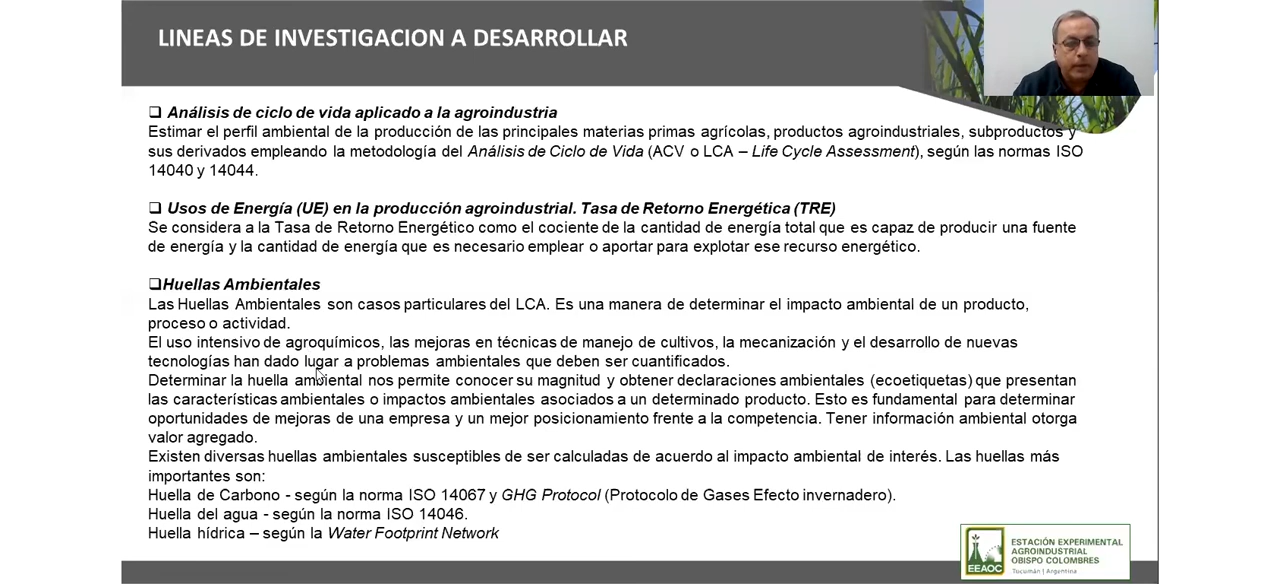 LINEAS DE INVESTIGACION A DESARROLLAR
❑ Análisis de ciclo de vida aplicado a la agroindustria
Estimar el perfil ambiental de la producción de las principales materias primas agrícolas, productos agroindustriales, subproductos y
sus derivados empleando la metodología del Análisis de Ciclo de Vida (ACV o LCA – Life Cycle Assessment), según las normas ISO
14040 y 14044.
❑ Usos de Energía (UE) en la producción agroindustrial. Tasa de Retorno Energética (TRE)
Se considera a la Tasa de Retorno Energético como el cociente de la cantidad de energía total que es capaz de producir una fuente
de energía y la cantidad de energía que es necesario emplear o aportar para explotar ese recurso energético.
❑Huellas Ambientales
Las Huellas Ambientales son casos particulares del LCA. Es una manera de determinar el impacto ambiental de un producto,
proceso o actividad.
El uso intensivo de agroquímicos, las mejoras en técnicas de manejo de cultivos, la mecanización y el desarrollo de nuevas
tecnologías han dado lugar a problemas ambientales que deben ser cuantificados.
Determinar la huella ambiental nos permite conocer su magnitud y obtener declaraciones ambientales (ecoetiquetas) que presentan
las características ambientales o impactos ambientales asociados a un determinado producto. Esto es fundamental para determinar
oportunidades de mejoras de una empresa y un mejor posicionamiento frente a la competencia. Tener información ambiental otorga
valor agregado.
Existen diversas huellas ambientales susceptibles de ser calculadas de acuerdo al impacto ambiental de interés. Las huellas más
importantes son:
Huella de Carbono - según la norma ISO 14067 y GHG Protocol (Protocolo de Gases Efecto invernadero).
Huella del agua - según la norma ISO 14046.
Huella hídrica – según la Water Footprint Network
EEAOC
ESTACIÓN EXPERIMENTAL
AGROINDUSTRIAL
OBISPO COLOMBRES
Tucumán | Argentina